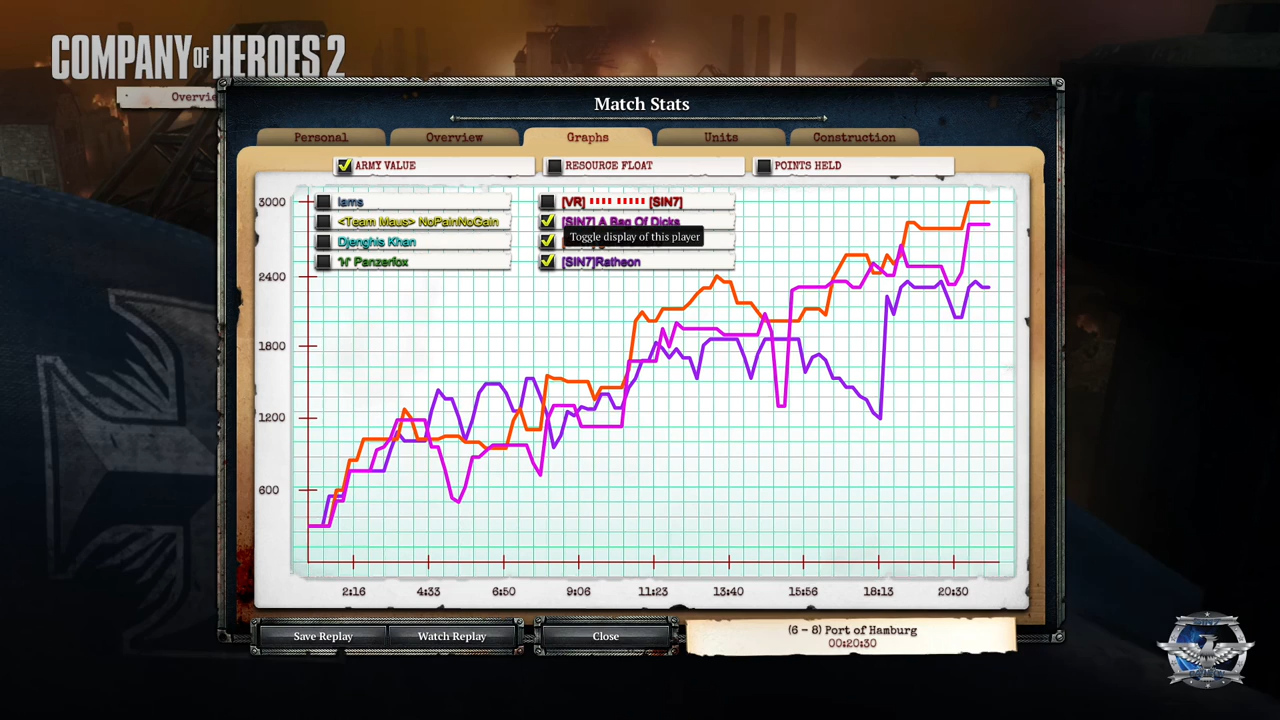 COMPANY OF HEROES 2
Overvie
Match Stats
Personal Overview Graphs Units Construction
ARMY VALUE RESOURCE FLOAT POINTS HELD
Iams
<Team Maus> NoPainNoGain
Djenghis Khan
Panzerfox
[VR] [SIN7]
[SIN7] A Bag Of Dicks
Toggle display of this player
[SIN7]Ratheon
3000
2400
1800
1200
600
2:16 4:33 6:50 9:06 11:23 13:40 15:56 18:13 20:30
Save Replay Watch Replay Close
(6 - 8) Port of Hamburg
00:20:30